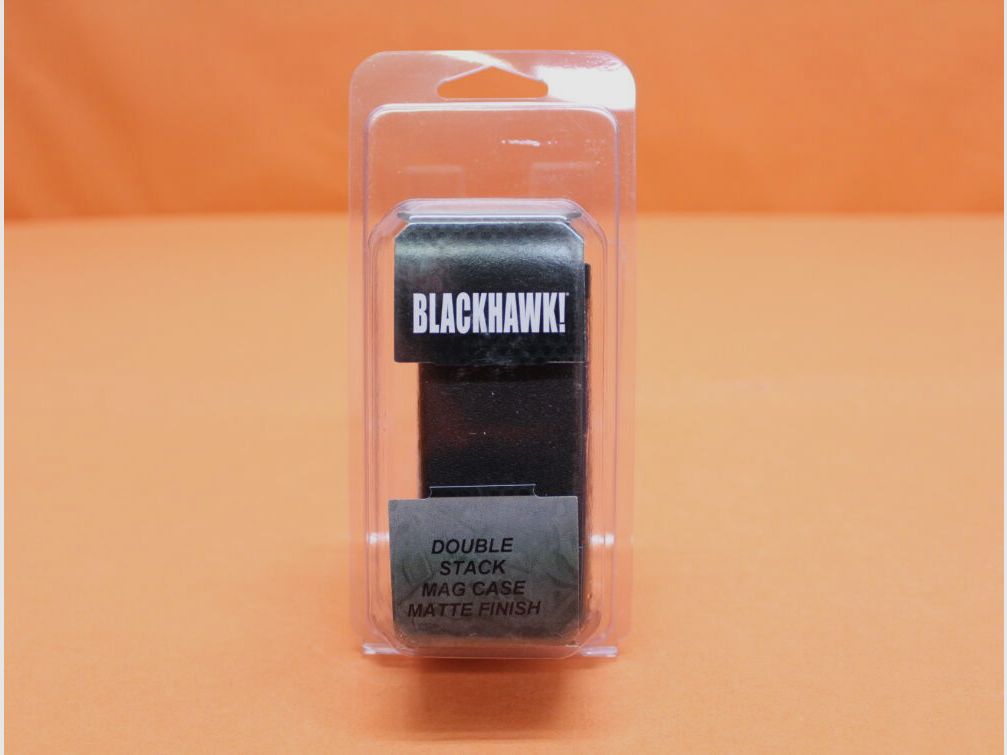 BLACKHAWK!
DOUBLE
STACK
MAG CASE
MATTE FINISH